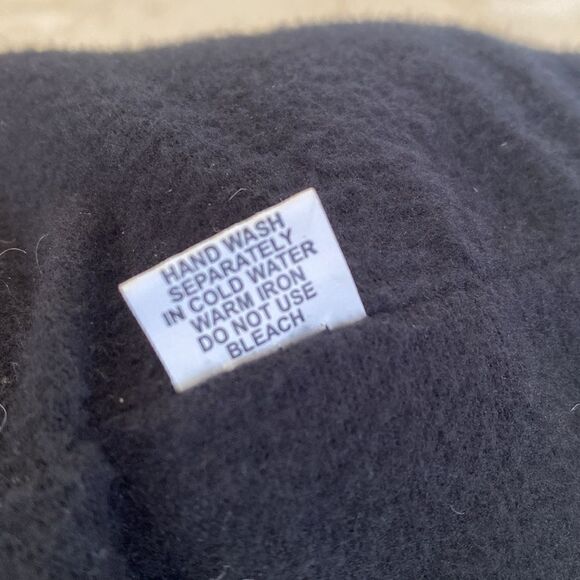 HAND WASH
SEPARATELY
IN COLD WATER
WARM IRON
DO NOT USE
BLEACH